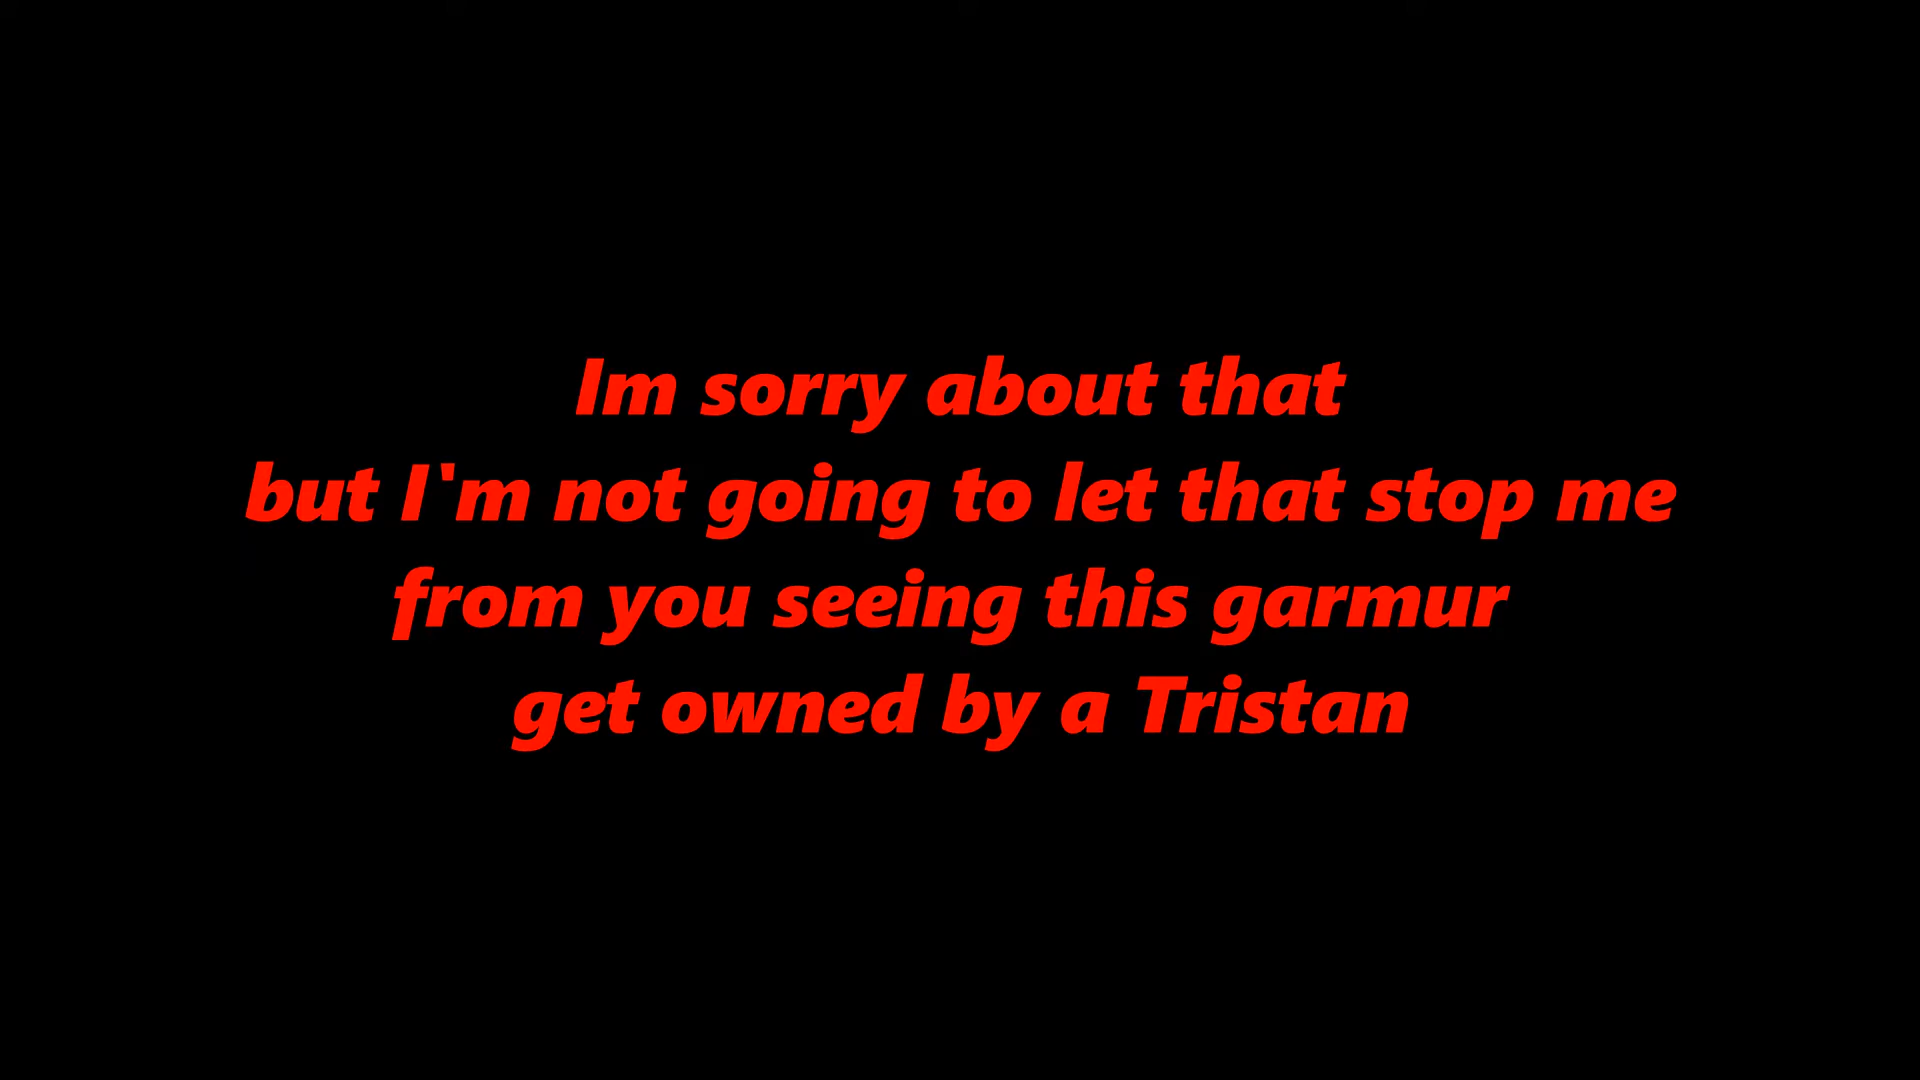 Im sorry about that
but I'm not going to let that stop me
from you seeing this garmur
get owned by a Tristan